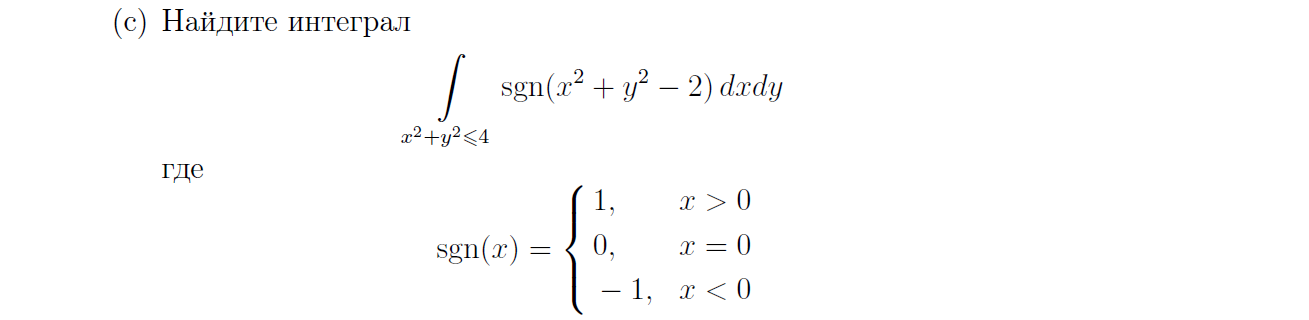 (c) Найдите интеграл
∫ sgn(x² + y² − 2) dxdy
x²+y²⩽4
где
sgn(x) = { 1, x > 0
0, x = 0
− 1, x < 0